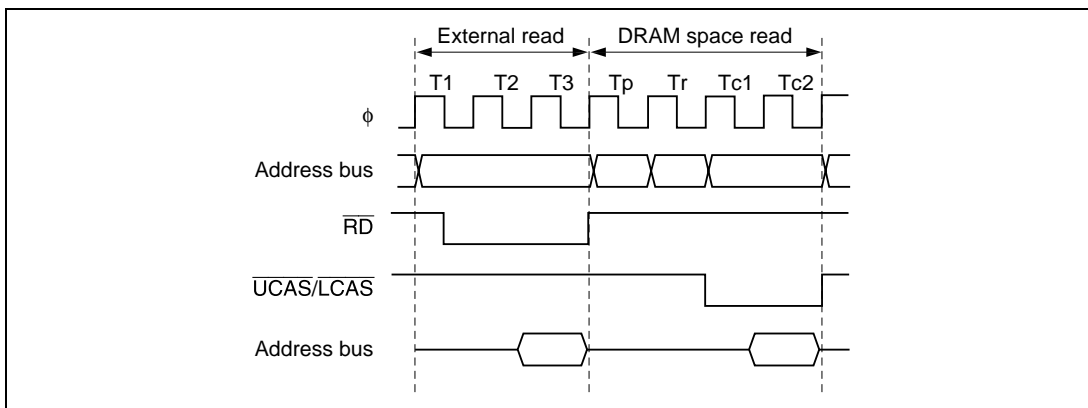 External read DRAM space read
T1 T2 T3 Tp Tr Tc1 Tc2
ϕ
Address bus
RD
UCAS/LCAS
Address bus